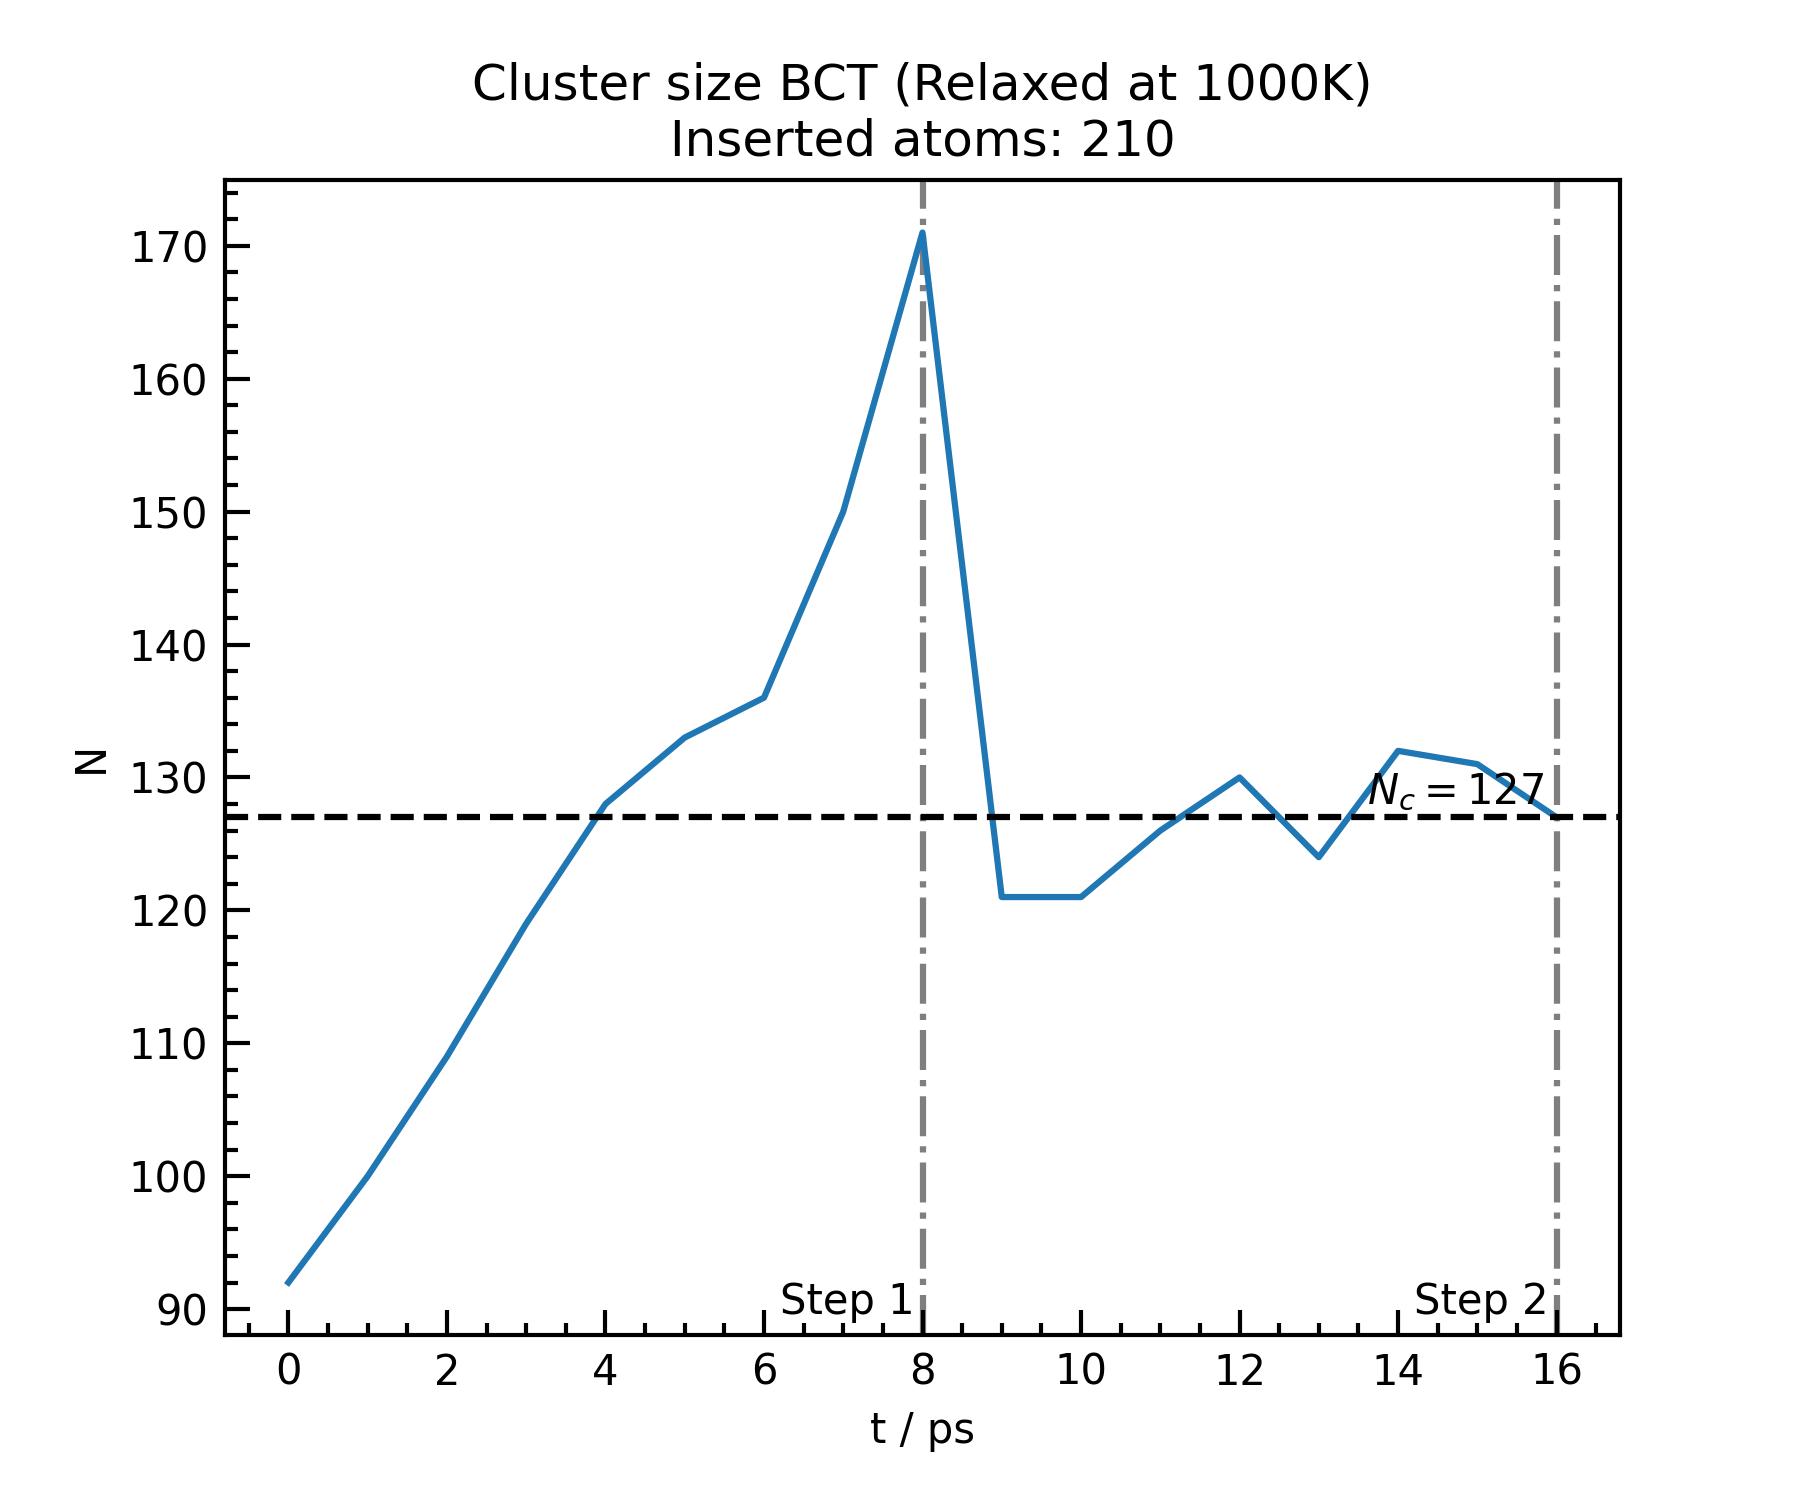 Cluster size BCT (Relaxed at 1000K)
Inserted atoms: 210
170
160
150
140
130
120
110
100
90
N
N_c = 127
Step 1
Step 2
0 2 4 6 8 10 12 14 16
t / ps